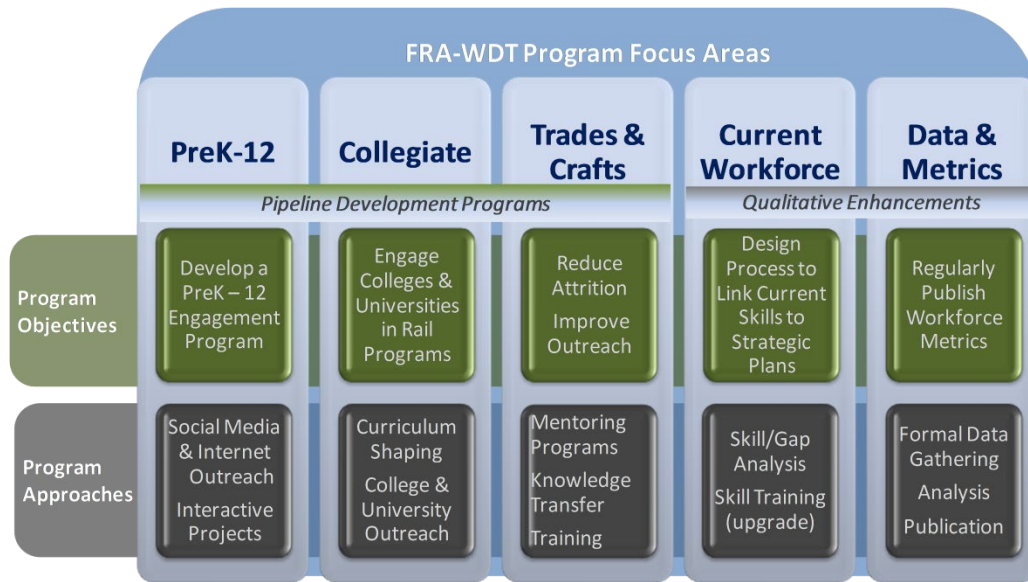 FRA-WDT Program Focus Areas
PreK-12
Collegiate
Trades &
Crafts
Current
Workforce
Data &
Metrics
Pipeline Development Programs
Qualitative Enhancements
Program
Objectives
Develop a
PreK – 12
Engagement
Program
Engage
Colleges &
Universities
in Rail
Programs
Reduce
Attrition
Improve
Outreach
Design
Process to
Link Current
Skills to
Strategic
Plans
Regularly
Publish
Workforce
Metrics
Program
Approaches
Social Media
& Internet
Outreach
Interactive
Projects
Curriculum
Shaping
College &
University
Outreach
Mentoring
Programs
Knowledge
Transfer
Training
Skill/Gap
Analysis
Skill Training
(upgrade)
Formal Data
Gathering
Analysis
Publication